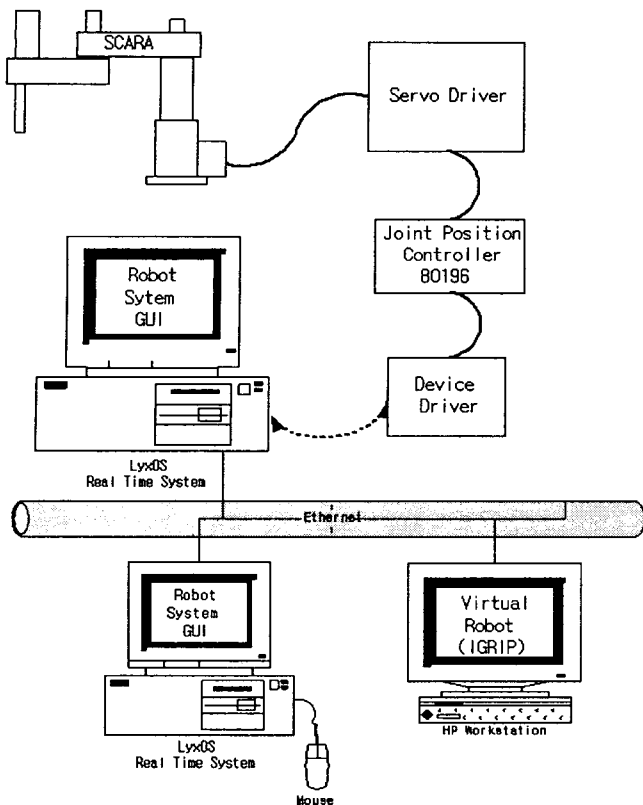 SCARA
Servo Driver
Joint Position
Controller
80196
Robot
Sytem
GUI
Device
Driver
LyxOS
Real Time System
Ethernet
Robot
System
GUI
Virtual
Robot
(IGRIP)
LyxOS
Real Time System
HP Workstation
Mouse